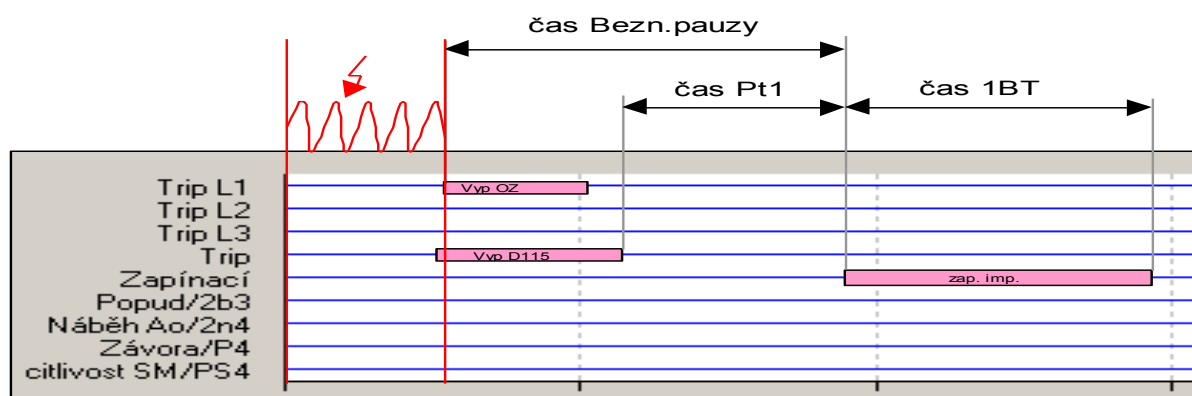 čas Bezn.pauzy
čas Pt1
čas 1BT
Trip L1
Vyp OZ
Trip L2
Trip L3
Trip
Vyp D115
Zapínací
zap. imp.
Popud/2b3
Náběh Ao/2n4
Závora/P4
citlivost SM/PS4